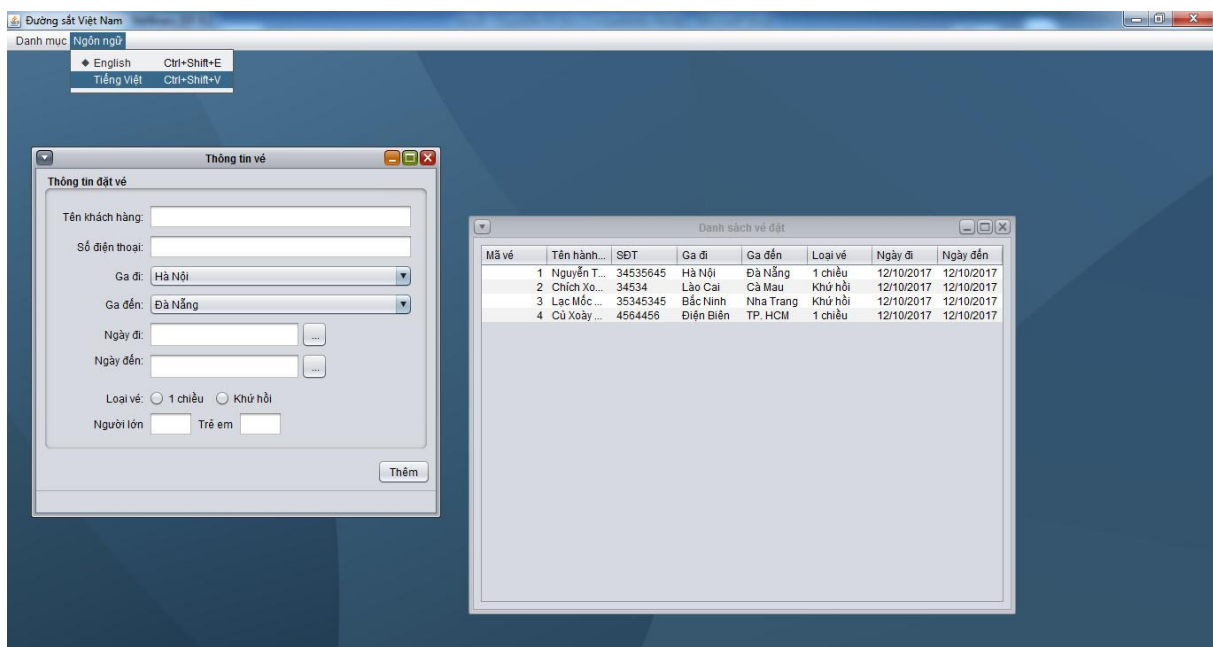 Đường sắt Việt Nam
Danh mục Ngôn ngữ
English Ctrl+Shift+E
Tiếng Việt Ctrl+Shift+V
Thông tin vé
Thông tin đặt vé
Tên khách hàng:
Số điện thoại:
Ga đi: Hà Nội
Ga đến: Đà Nẵng
Ngày đi: ...
Ngày đến: ...
Loại vé: 1 chiều Khứ hồi
Người lớn Trẻ em
Thêm
Danh sách vé đặt
Mã vé Tên hành... SĐT Ga đi Ga đến Loại vé Ngày đi Ngày đến
1 Nguyễn T... 34535645 Hà Nội Đà Nẵng 1 chiều 12/10/2017 12/10/2017
2 Chích Xo... 34534 Lào Cai Cà Mau Khứ hồi 12/10/2017 12/10/2017
3 Lạc Mốc ... 35345345 Bắc Ninh Nha Trang Khứ hồi 12/10/2017 12/10/2017
4 Củ Xoày ... 4564456 Điện Biên TP. HCM 1 chiều 12/10/2017 12/10/2017